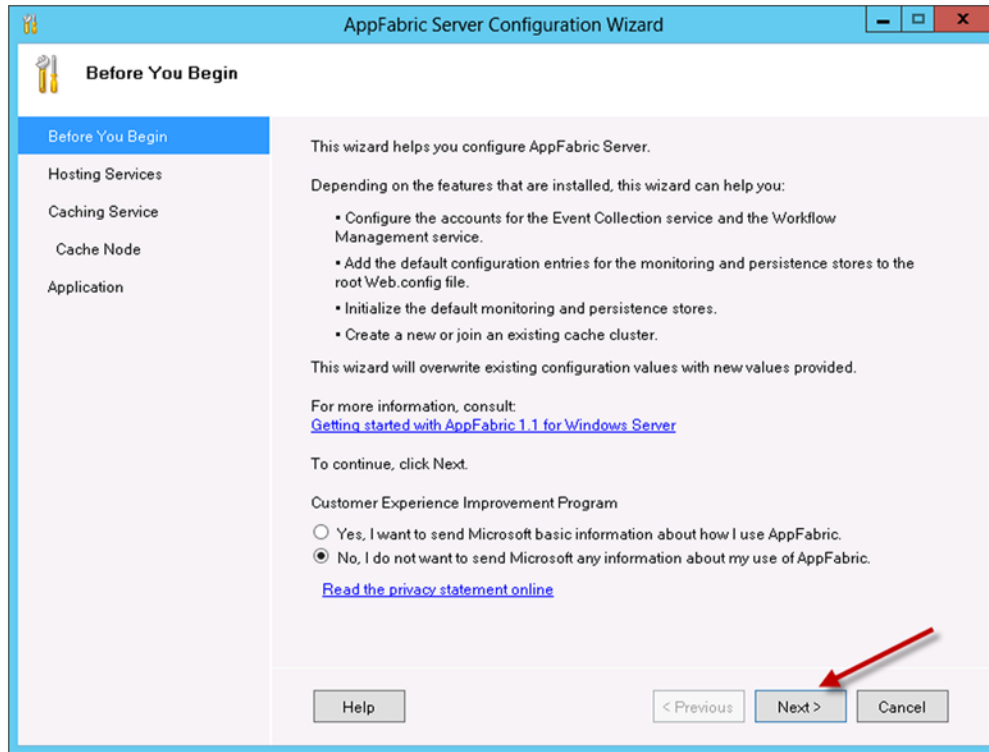 AppFabric Server Configuration Wizard
Before You Begin
Before You Begin
Hosting Services
Caching Service
Cache Node
Application
This wizard helps you configure AppFabric Server.
Depending on the features that are installed, this wizard can help you:
▪ Configure the accounts for the Event Collection service and the Workflow
Management service.
▪ Add the default configuration entries for the monitoring and persistence stores to the
root Web.config file.
▪ Initialize the default monitoring and persistence stores.
▪ Create a new or join an existing cache cluster.
This wizard will overwrite existing configuration values with new values provided.
For more information, consult:
Getting started with AppFabric 1.1 for Windows Server
To continue, click Next.
Customer Experience Improvement Program
Yes, I want to send Microsoft basic information about how I use AppFabric.
No, I do not want to send Microsoft any information about my use of AppFabric.
Read the privacy statement online
Help
< Previous
Next >
Cancel